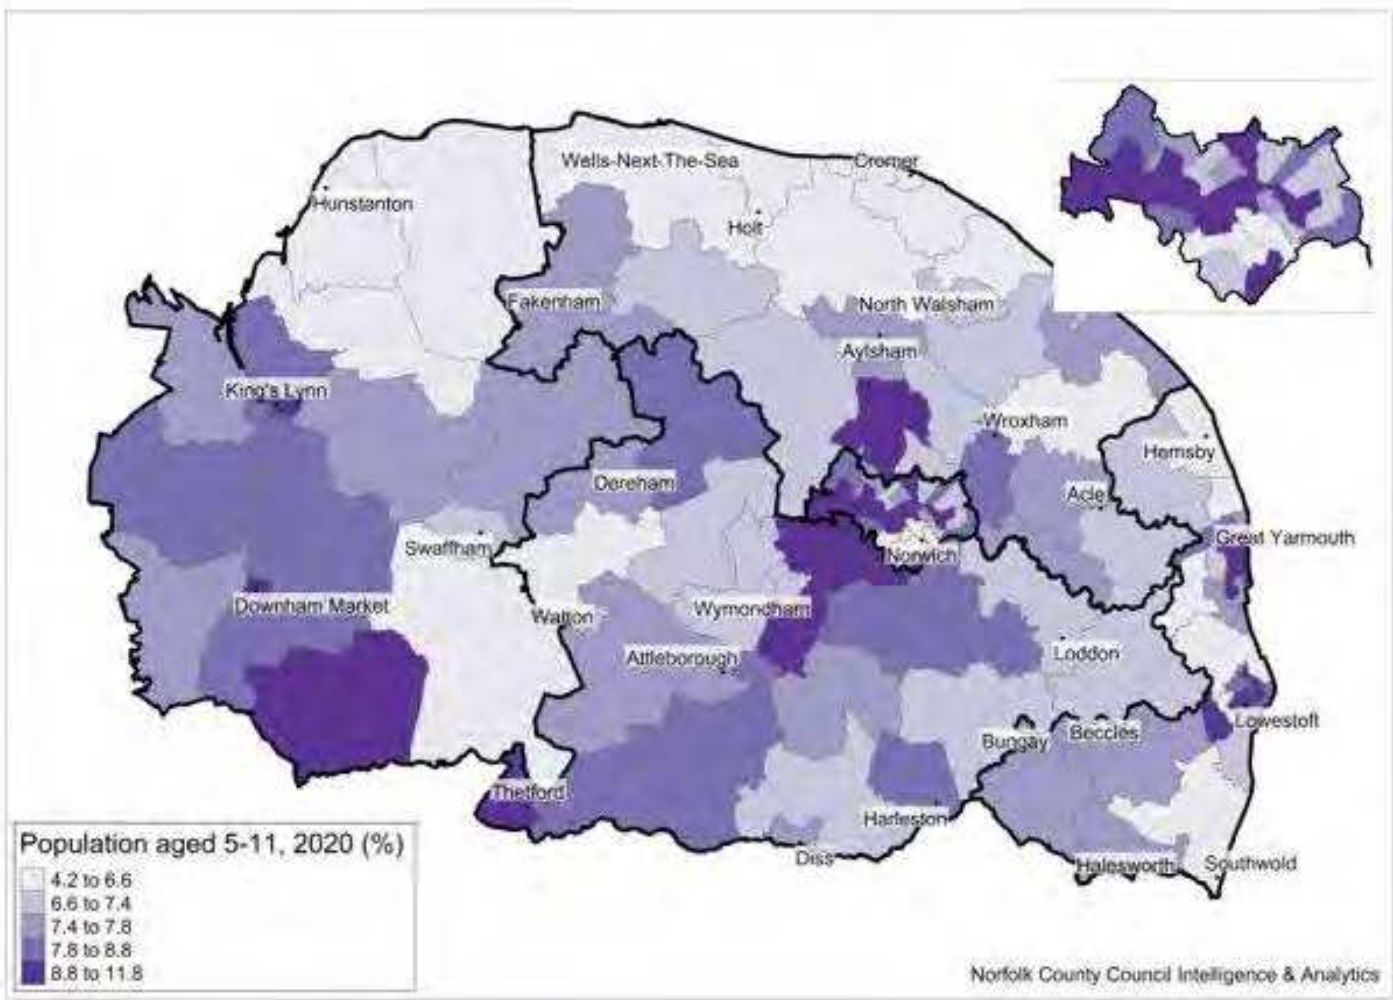 Wells-Next-The-Sea
Cromer
Hunstanton
Holt
Fakenham
North Walsham
Aylsham
King's Lynn
Wroxham
Hemsby
Dereham
Acle
Swaffham
Norwich
Great Yarmouth
Downham Market
Watton
Wymondham
Attleborough
Loddon
Lowestoft
Bungay
Beccles
Thetford
Harleston
Diss
Halesworth
Southwold
Population aged 5-11, 2020 (%)
4.2 to 6.6
6.6 to 7.4
7.4 to 7.8
7.8 to 8.8
8.8 to 11.8
Norfolk County Council Intelligence & Analytics